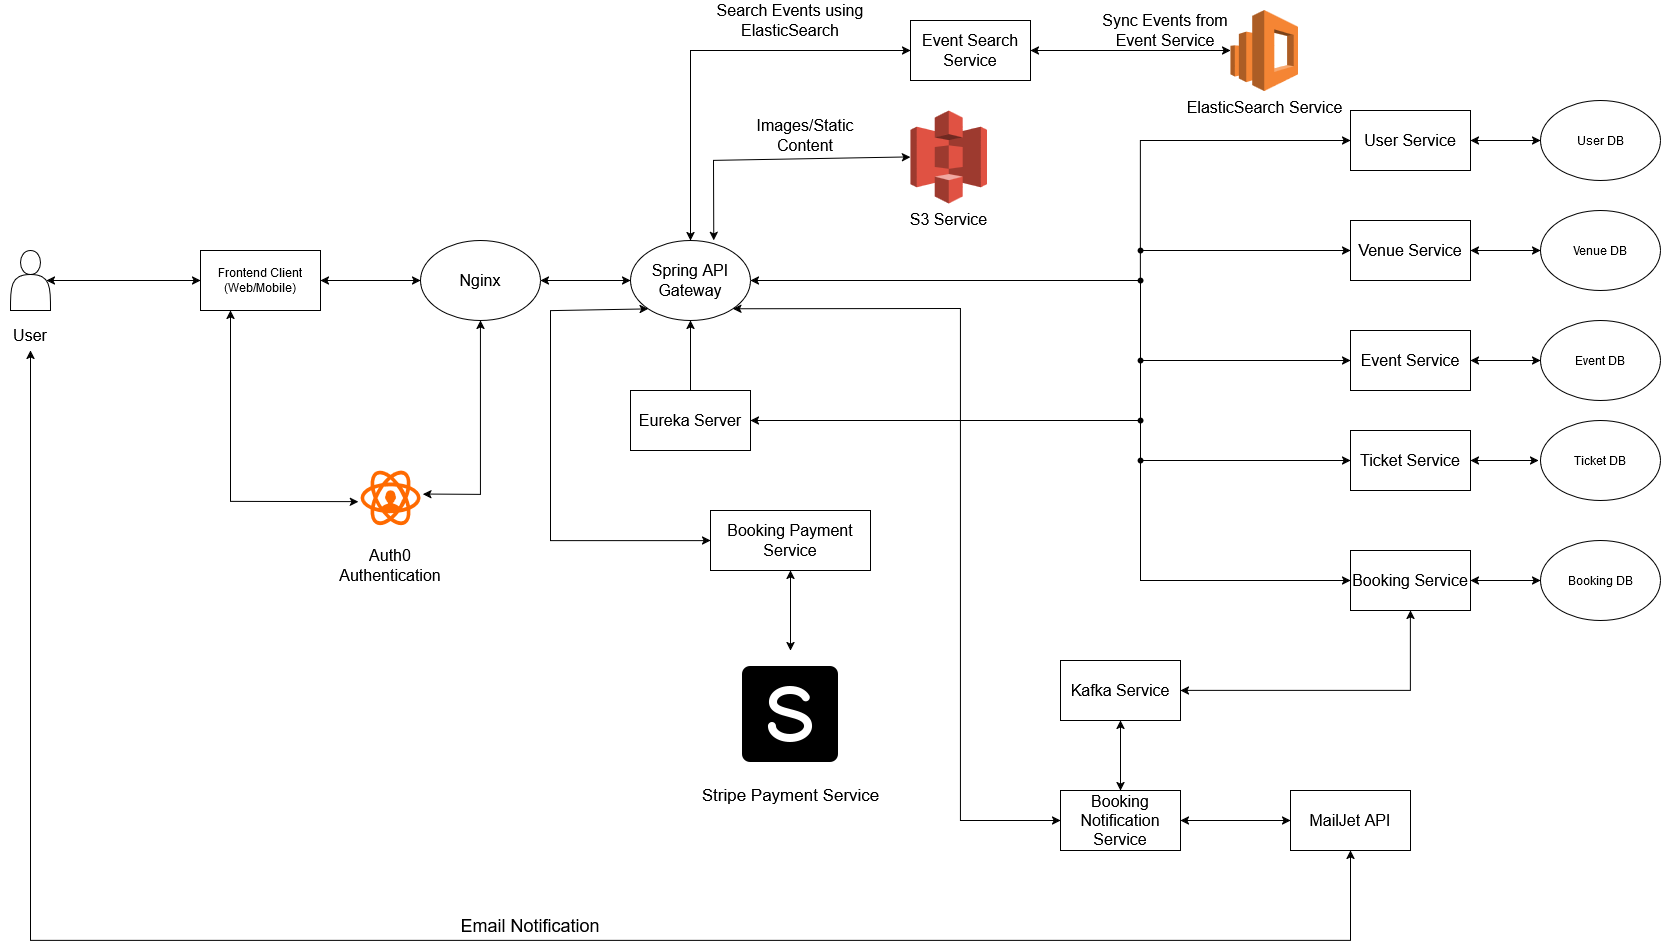 Search Events using
ElasticSearch
Event Search
Service
Sync Events from
Event Service
ElasticSearch Service
Images/Static
Content
S3 Service
User Service
User DB
Venue Service
Venue DB
User
Frontend Client
(Web/Mobile)
Nginx
Spring API
Gateway
Event Service
Event DB
Eureka Server
Ticket Service
Ticket DB
Auth0
Authentication
Booking Payment
Service
Booking Service
Booking DB
S
Stripe Payment Service
Kafka Service
Booking
Notification
Service
MailJet API
Email Notification